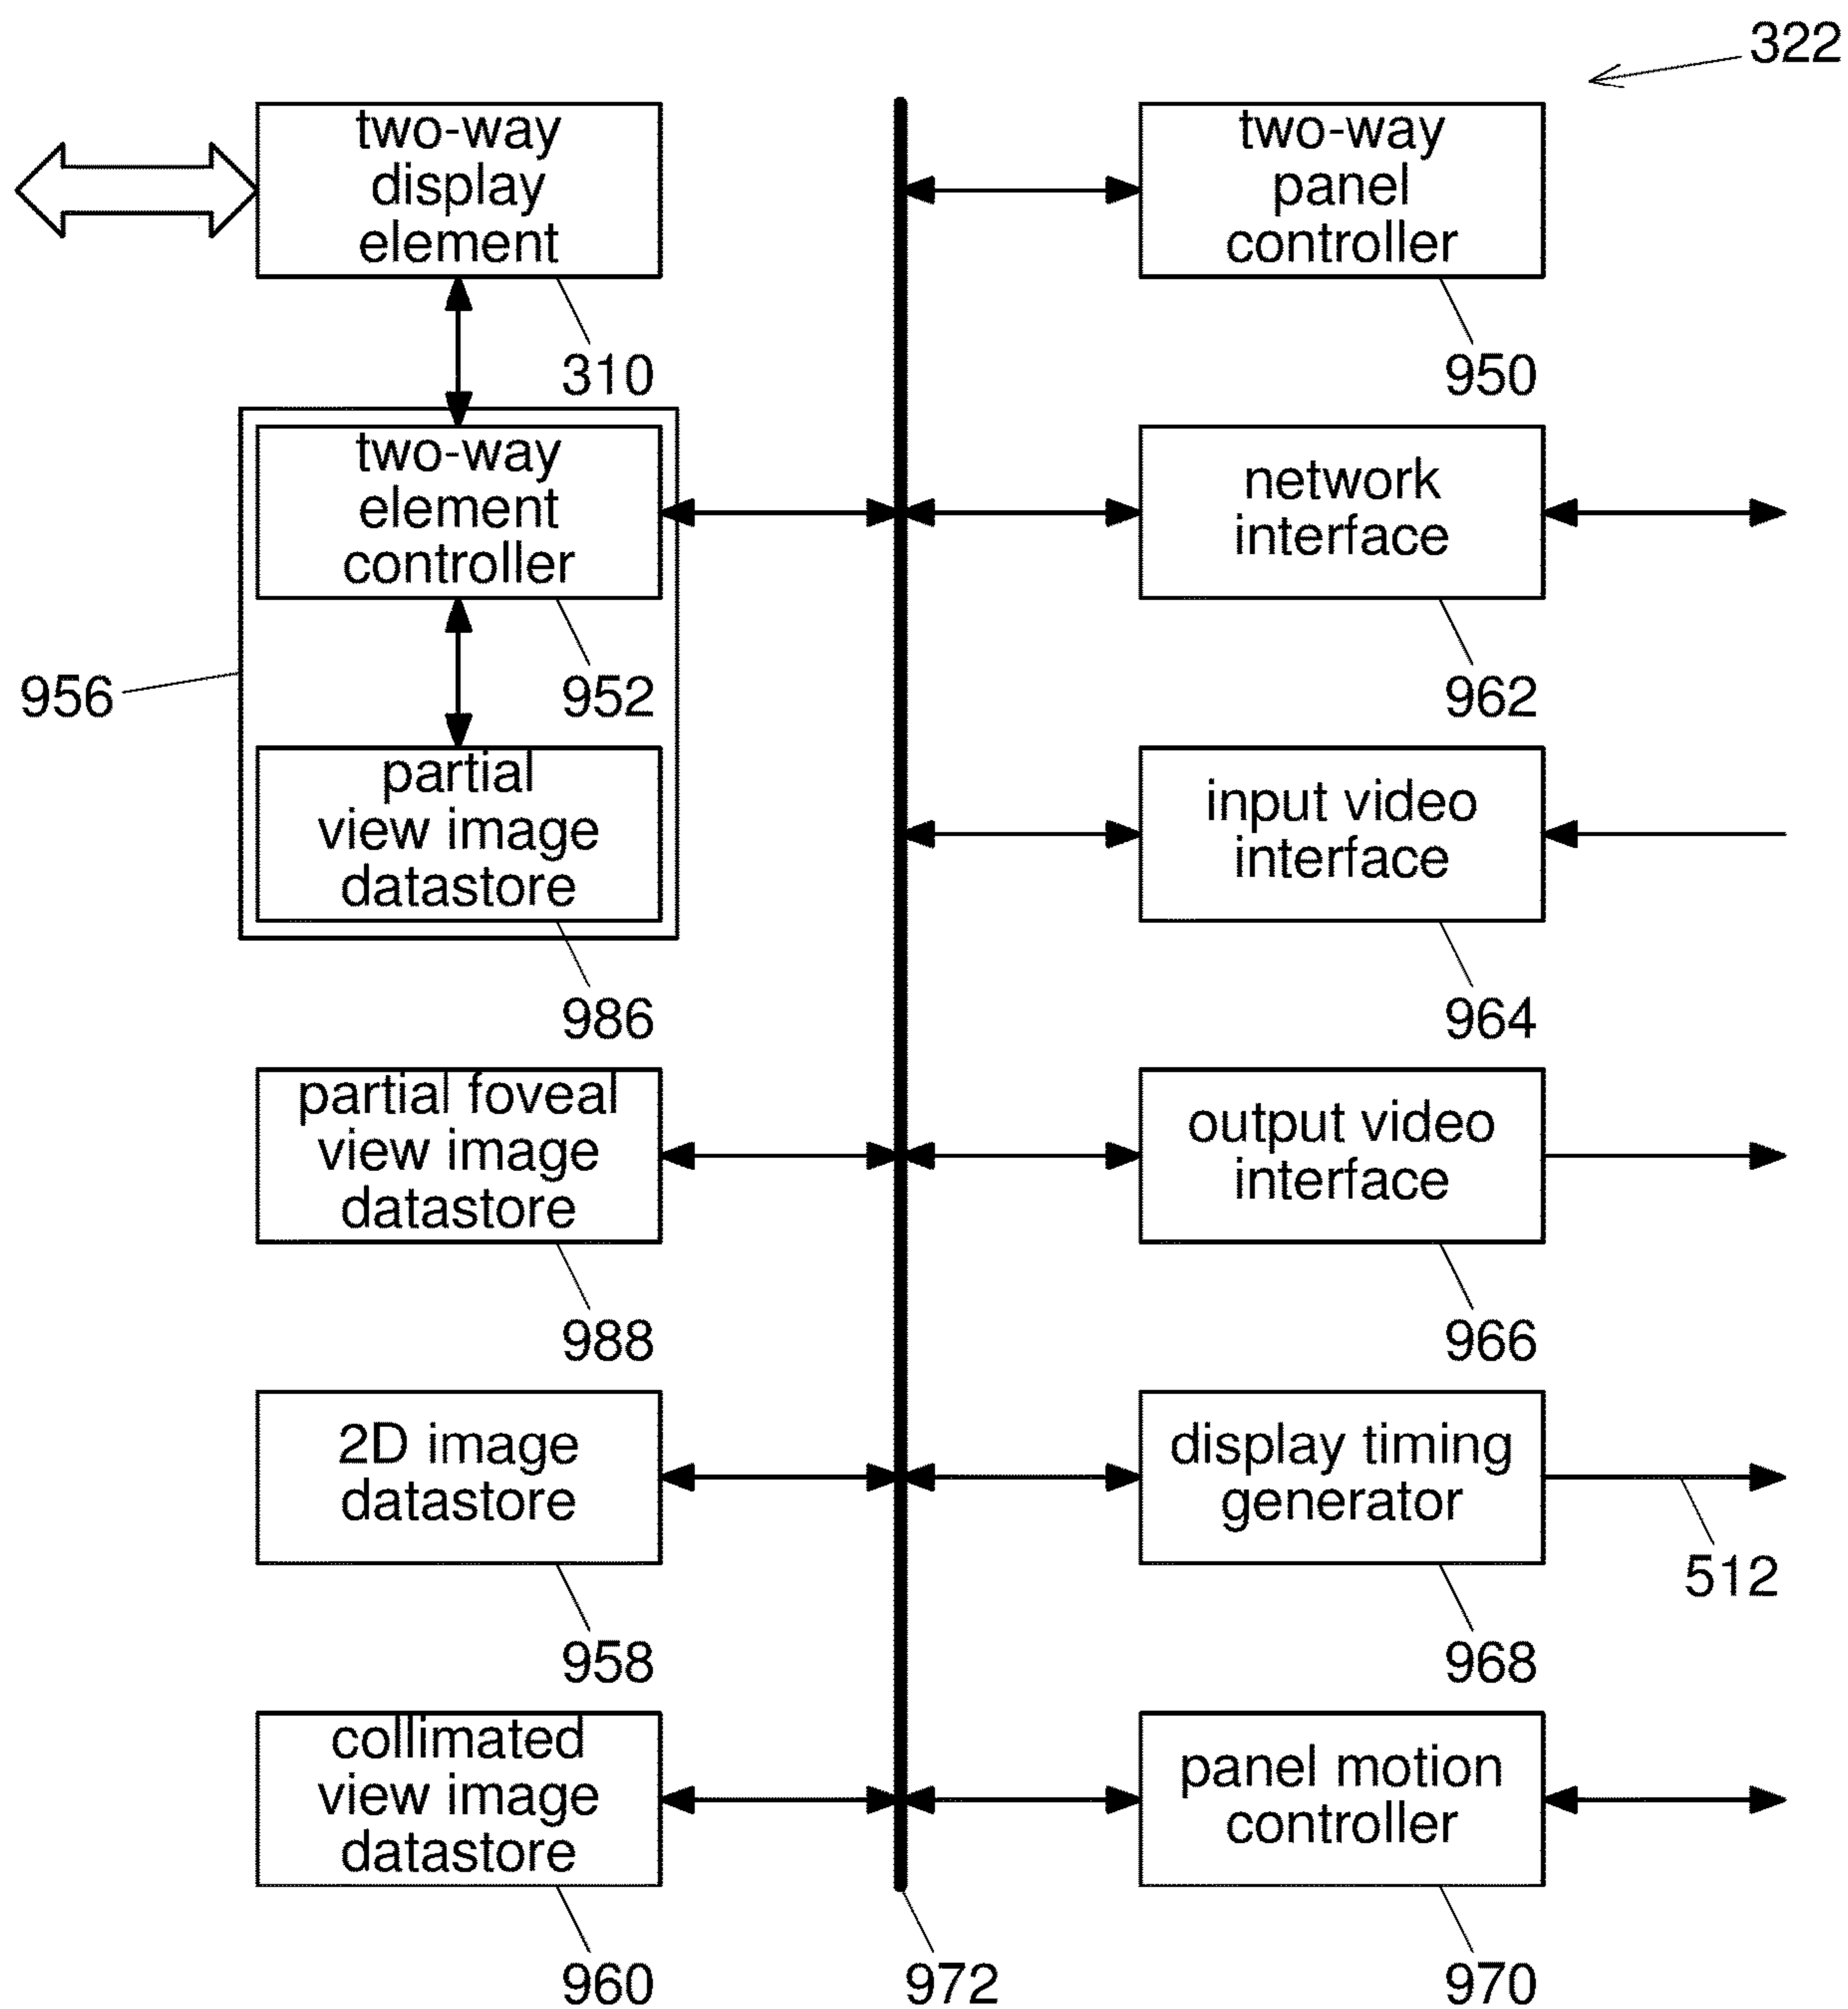 322
two-way
display
element
310
two-way
panel
controller
950
two-way
element
controller
952
956
network
interface
962
partial
view image
datastore
986
input video
interface
964
partial foveal
view image
datastore
988
output video
interface
966
2D image
datastore
958
display timing
generator
968
512
collimated
view image
datastore
960
972
panel motion
controller
970